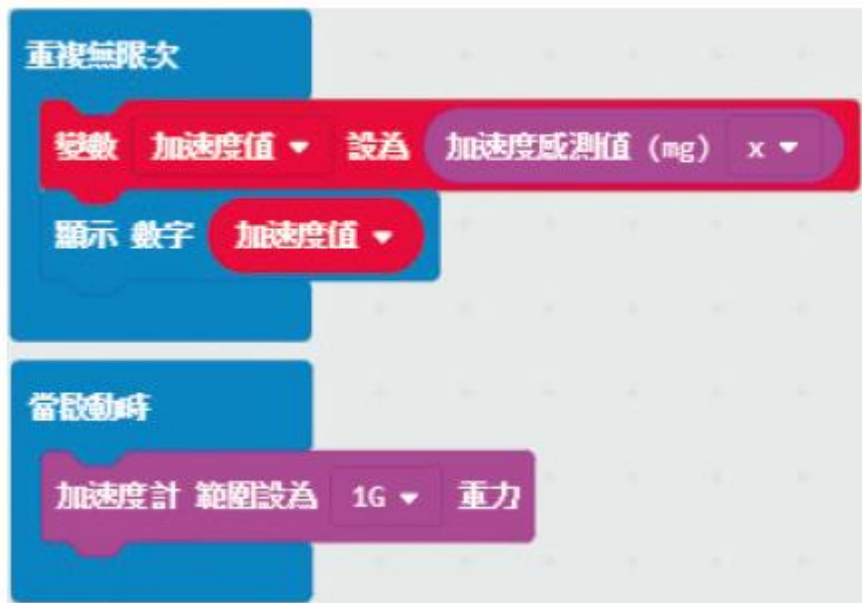 重複無限次
變數 加速度值 設為 加速度感測值 (mg) x
顯示 數字 加速度值
當啟動時
加速度計 範圍設為 1G 重力